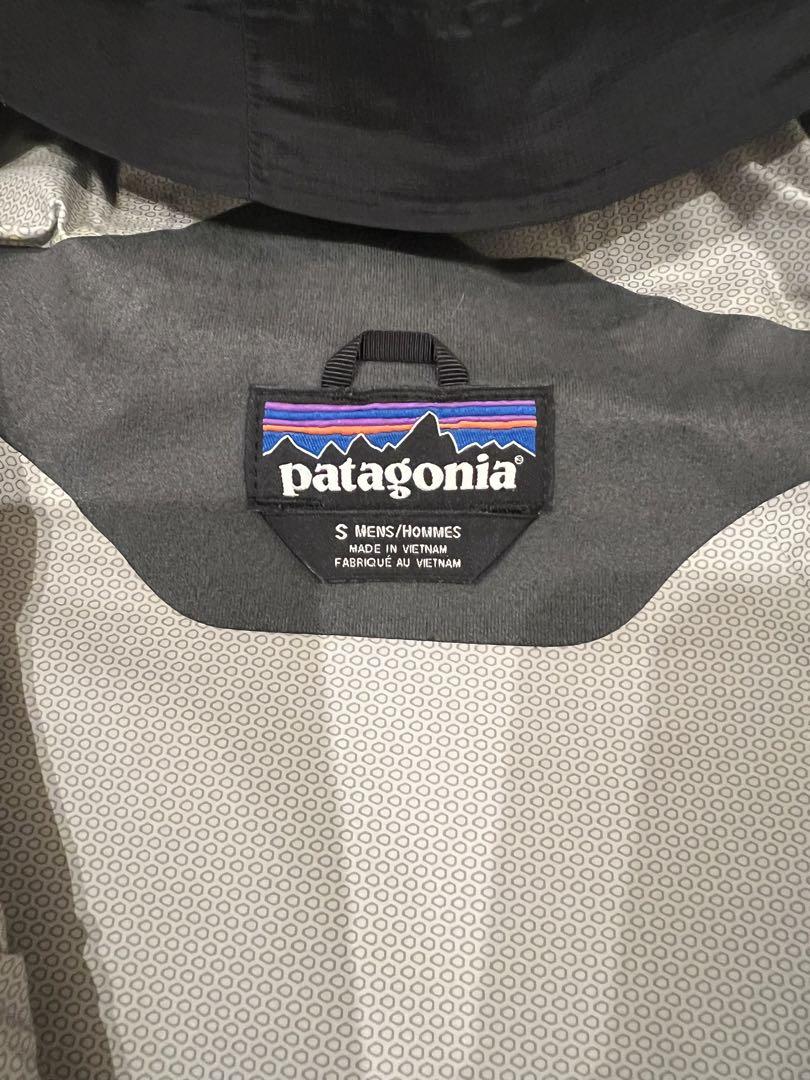 patagonia®
S MENS/HOMMES
MADE IN VIETNAM
FABRIQUÉ AU VIETNAM